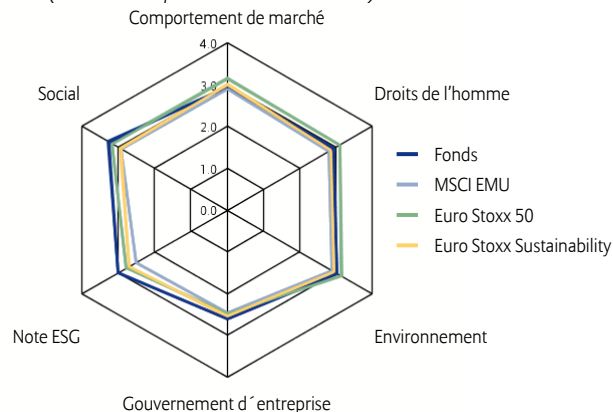 Comportement de marché
4.0
Social
3.0
Droits de l'homme
2.0
Fonds
1.0
MSCI EMU
0.0
Euro Stoxx 50
Euro Stoxx Sustainability
Note ESG
Environnement
Gouvernement d´entreprise